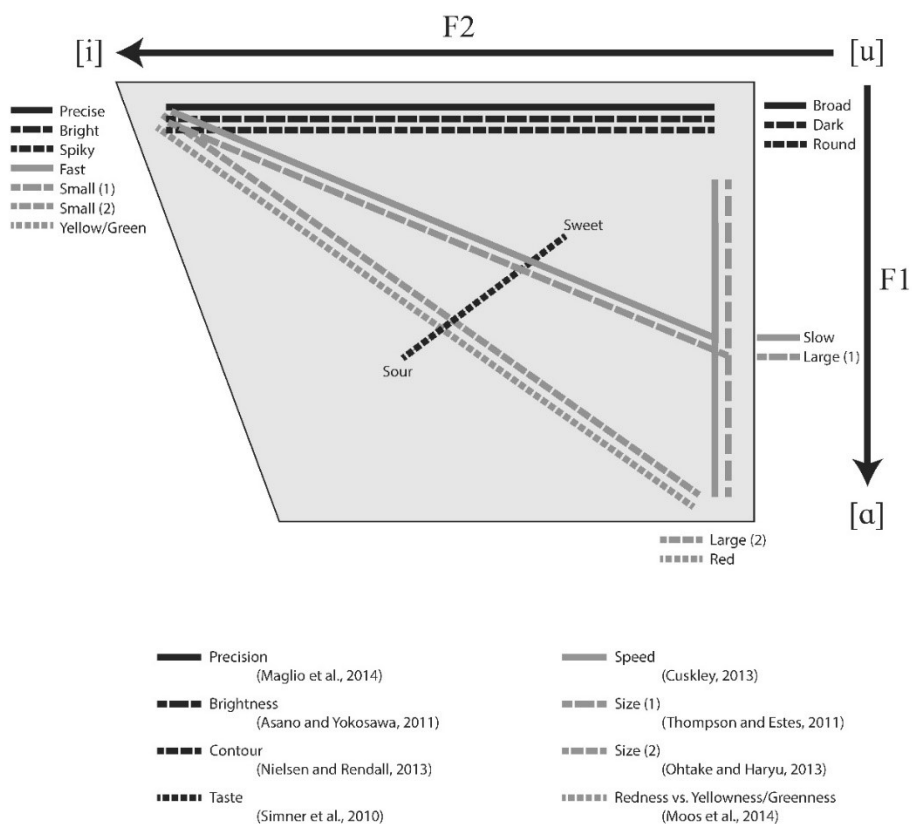 F2
[i]
[u]
Precise
Bright
Spiky
Fast
Small (1)
Small (2)
Yellow/Green
Broad
Dark
Round
Sweet
F1
Slow
Large (1)
Sour
[ɑ]
Large (2)
Red
Precision
(Maglio et al., 2014)
Brightness
(Asano and Yokosawa, 2011)
Contour
(Nielsen and Rendall, 2013)
Taste
(Simner et al., 2010)
Speed
(Cuskley, 2013)
Size (1)
(Thompson and Estes, 2011)
Size (2)
(Ohtake and Haryu, 2013)
Redness vs. Yellowness/Greenness
(Moos et al., 2014)